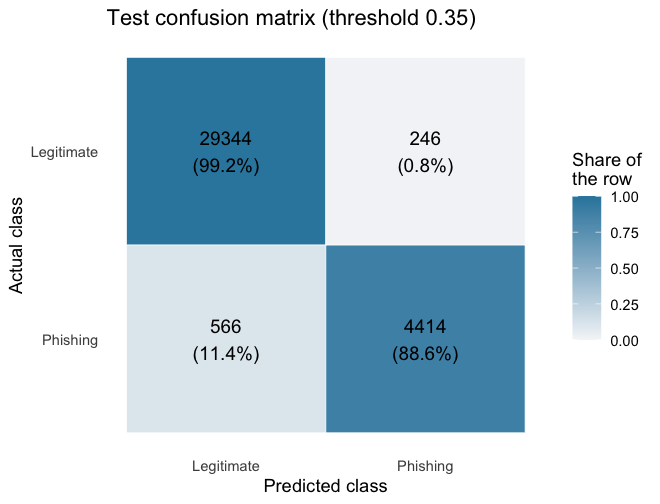 Test confusion matrix (threshold 0.35)
Actual class
Legitimate
29344
(99.2%)
246
(0.8%)
Phishing
566
(11.4%)
4414
(88.6%)
Legitimate
Phishing
Predicted class
Share of
the row
1.00
0.75
0.50
0.25
0.00